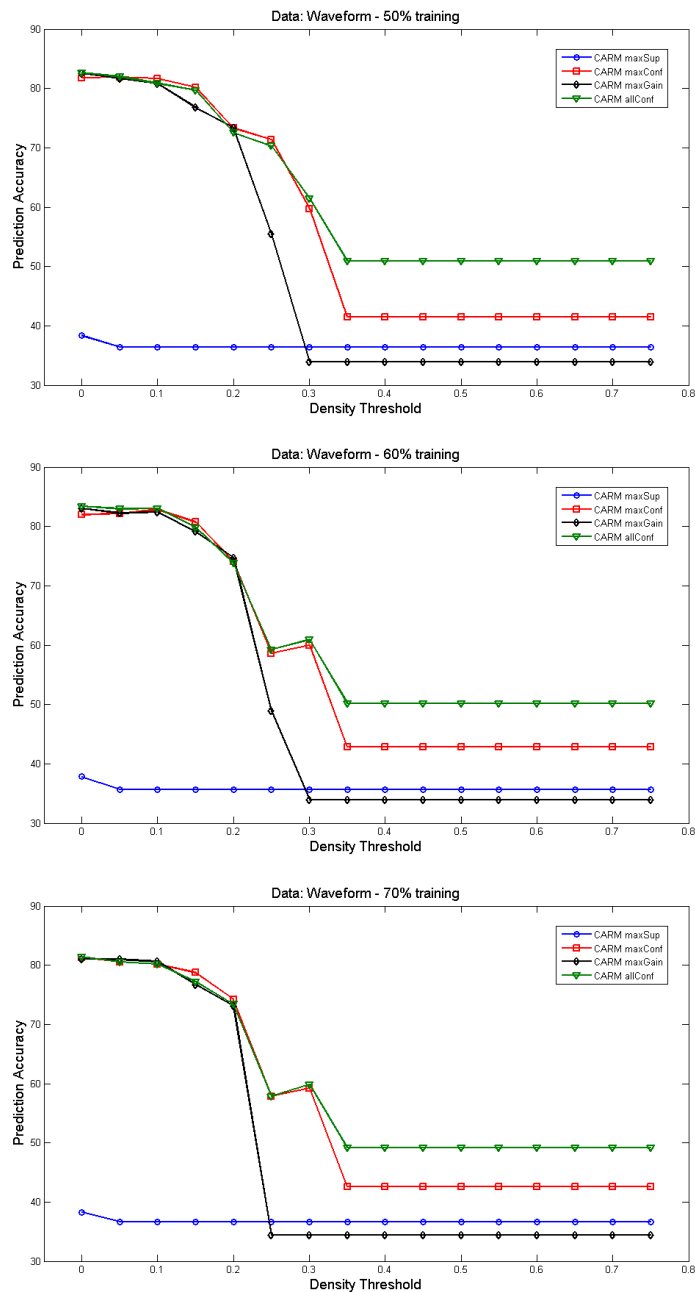 Data: Waveform - 50% training
90
80
70
60
50
40
30
Prediction Accuracy
CARM maxSup
CARM maxConf
CARM maxGain
CARM allConf
0 0.1 0.2 0.3 0.4 0.5 0.6 0.7 0.8
Density Threshold
Data: Waveform - 60% training
90
80
70
60
50
40
30
Prediction Accuracy
CARM maxSup
CARM maxConf
CARM maxGain
CARM allConf
0 0.1 0.2 0.3 0.4 0.5 0.6 0.7 0.8
Density Threshold
Data: Waveform - 70% training
90
80
70
60
50
40
30
Prediction Accuracy
CARM maxSup
CARM maxConf
CARM maxGain
CARM allConf
0 0.1 0.2 0.3 0.4 0.5 0.6 0.7 0.8
Density Threshold